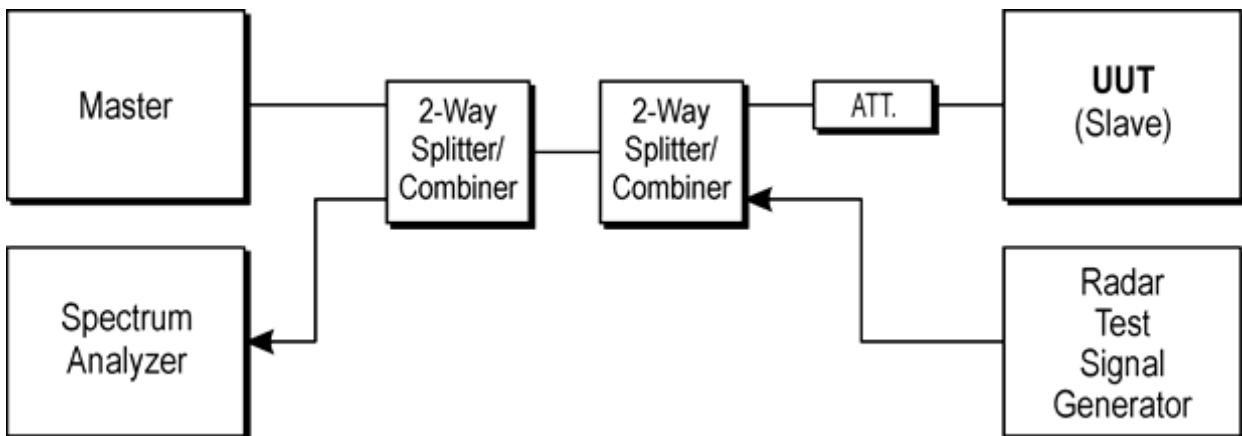 Master
2-Way
Splitter/
Combiner
2-Way
Splitter/
Combiner
ATT.
UUT
(Slave)
Spectrum
Analyzer
Radar
Test
Signal
Generator